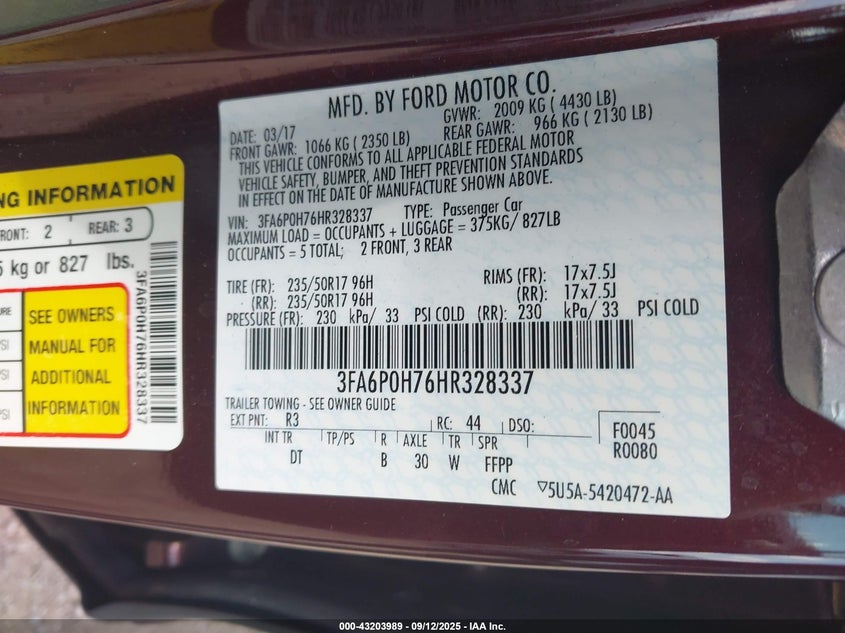 NG INFORMATION
FRONT: 2 REAR: 3
kg or 827 lbs.
SEE OWNERS
MANUAL FOR
ADDITIONAL
INFORMATION
3FA6P0H76HR328337
MFD. BY FORD MOTOR CO.
DATE: 03/17 GVWR: 2009 KG ( 4430 LB)
FRONT GAWR: 1066 KG ( 2350 LB) REAR GAWR: 966 KG ( 2130 LB)
THIS VEHICLE CONFORMS TO ALL APPLICABLE FEDERAL MOTOR
VEHICLE SAFETY, BUMPER, AND THEFT PREVENTION STANDARDS
IN EFFECT ON THE DATE OF MANUFACTURE SHOWN ABOVE.
VIN: 3FA6P0H76HR328337 TYPE: Passenger Car
MAXIMUM LOAD = OCCUPANTS + LUGGAGE = 375KG/ 827LB
OCCUPANTS = 5 TOTAL; 2 FRONT, 3 REAR
TIRE (FR): 235/50R17 96H RIMS (FR): 17x7.5J
(RR): 235/50R17 96H (RR): 17x7.5J
PRESSURE (FR): 230 kPa/ 33 PSI COLD (RR): 230 kPa/ 33 PSI COLD
3FA6P0H76HR328337
TRAILER TOWING - SEE OWNER GUIDE
EXT PNT: R3 RC: 44 DSO: F0045
R0080
INT TR TP/PS R AXLE TR SPR
DT B 30 W FFPP
CMC ▽5U5A-5420472-AA
000-43203989 - 09/12/2025 - IAA Inc.